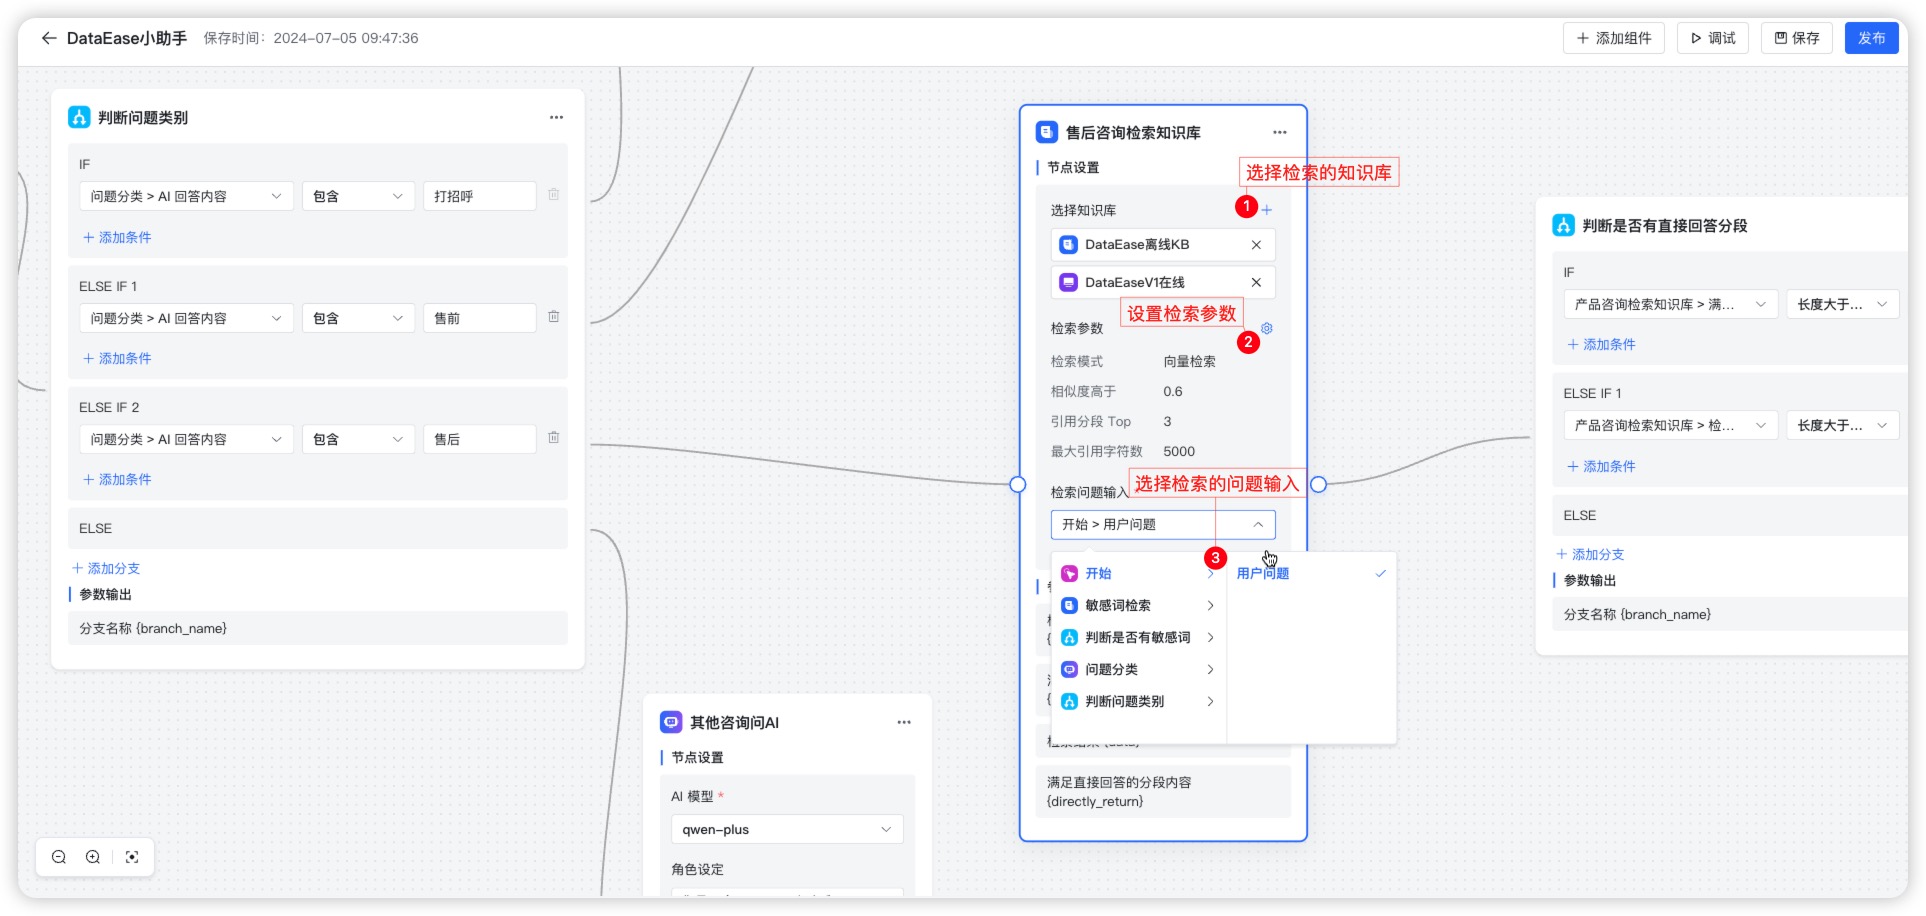 DataEase小助手 保存时间：2024-07-05 09:47:36
添加组件 调试 保存 发布
判断问题类别
IF
问题分类 > AI 回答内容 包含 打招呼
添加条件
ELSE IF 1
问题分类 > AI 回答内容 包含 售前
添加条件
ELSE IF 2
问题分类 > AI 回答内容 包含 售后
添加条件
ELSE
添加分支
参数输出
分支名称 {branch_name}
其他咨询问AI
节点设置
AI 模型 *
qwen-plus
角色设定
售后咨询检索知识库
节点设置
选择检索的知识库
选择知识库 1
DataEase离线KB
DataEaseV1在线
设置检索参数
检索参数
2
检索模式 向量检索
相似度高于 0.6
引用分段 Top 3
最大引用字符数 5000
选择检索的问题输入
检索问题输入
开始 > 用户问题
3
开始 用户问题
敏感词检索
判断是否有敏感词
问题分类
判断问题类别
满足直接回答的分段内容
{directly_return}
判断是否有直接回答分段
IF
产品咨询检索知识库 > 满... 长度大于...
添加条件
ELSE IF 1
产品咨询检索知识库 > 检... 长度大于...
添加条件
ELSE
添加分支
参数输出
分支名称 {branch_name}